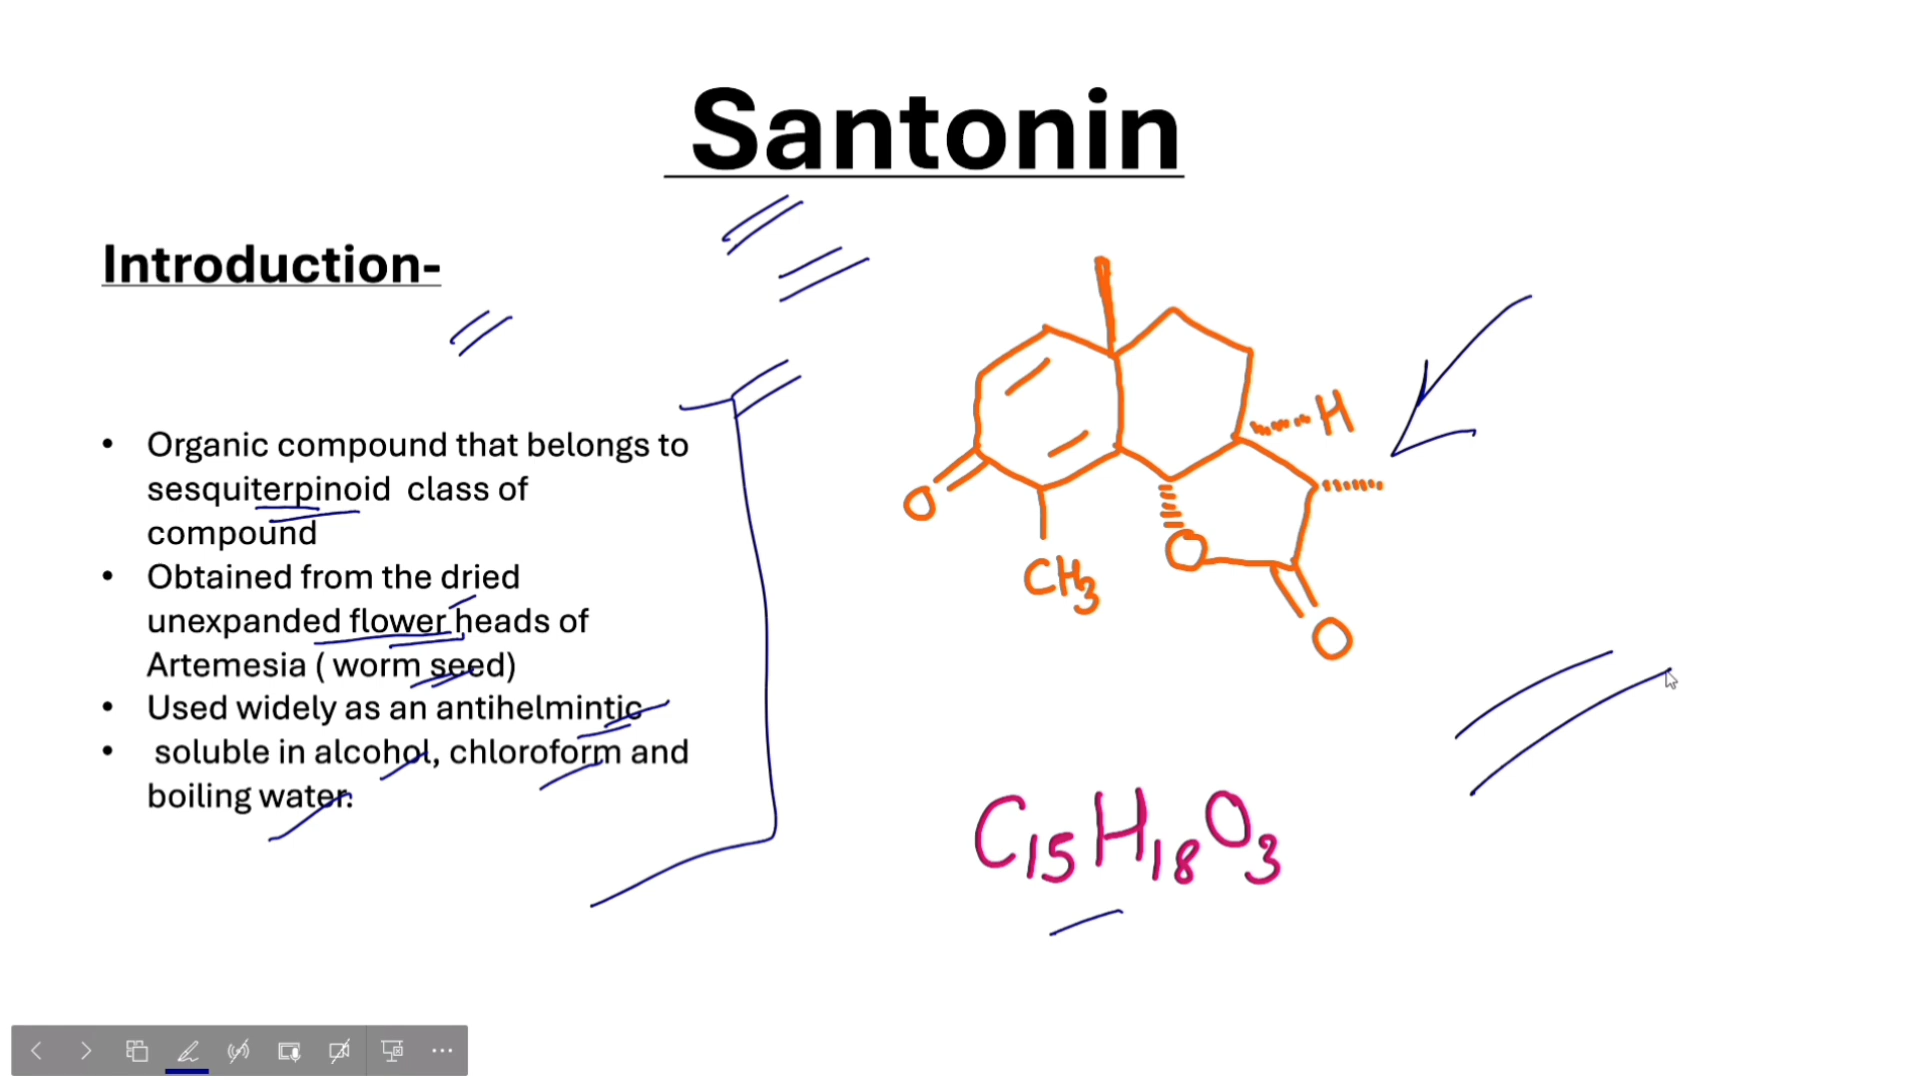 Santonin
Introduction-
• Organic compound that belongs to
sesquiterpinoid class of
compound
• Obtained from the dried
unexpanded flower heads of
Artemesia ( worm seed)
• Used widely as an antihelmintic
• soluble in alcohol, chloroform and
boiling water.
H
O
O
CH3
O
C15H18O3